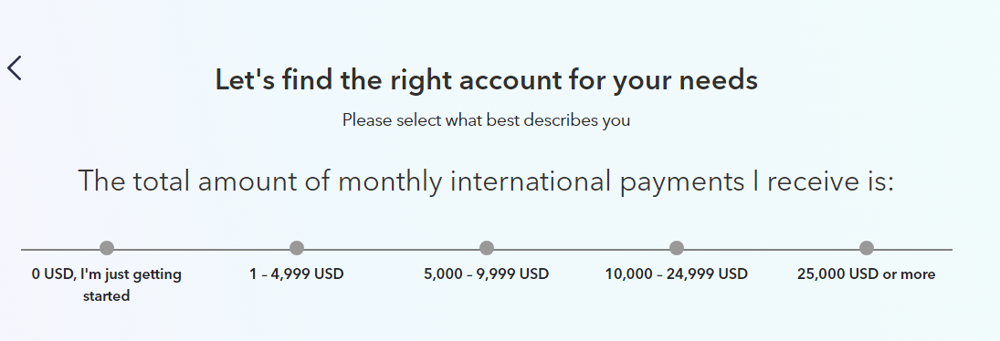 Let's find the right account for your needs
Please select what best describes you
The total amount of monthly international payments I receive is:
0 USD, I'm just getting
started
1 – 4,999 USD
5,000 – 9,999 USD
10,000 – 24,999 USD
25,000 USD or more